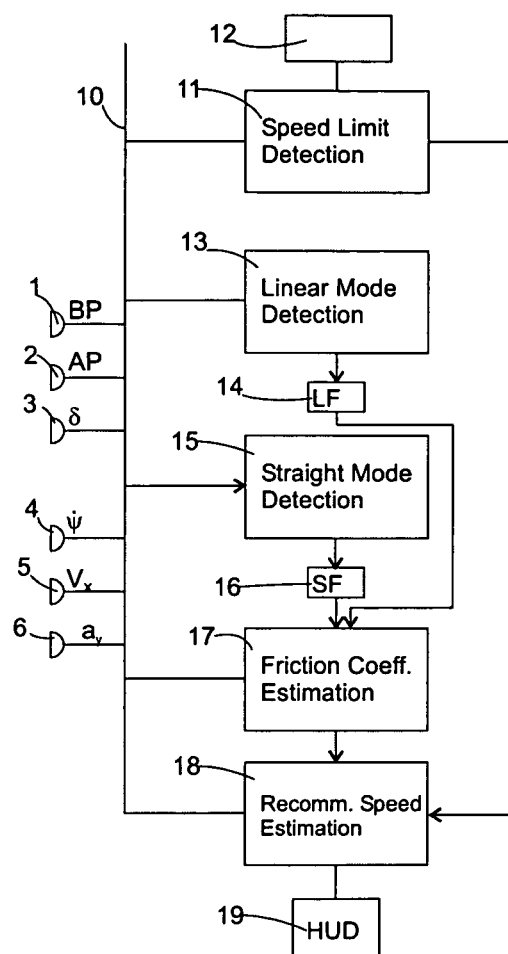 12
10
11
Speed Limit
Detection
13
Linear Mode
Detection
1
BP
2
AP
14
LF
3
δ
15
Straight Mode
Detection
4
ψ̇
5
Vx
16
SF
6
ay
17
Friction Coeff.
Estimation
18
Recomm. Speed
Estimation
19
HUD